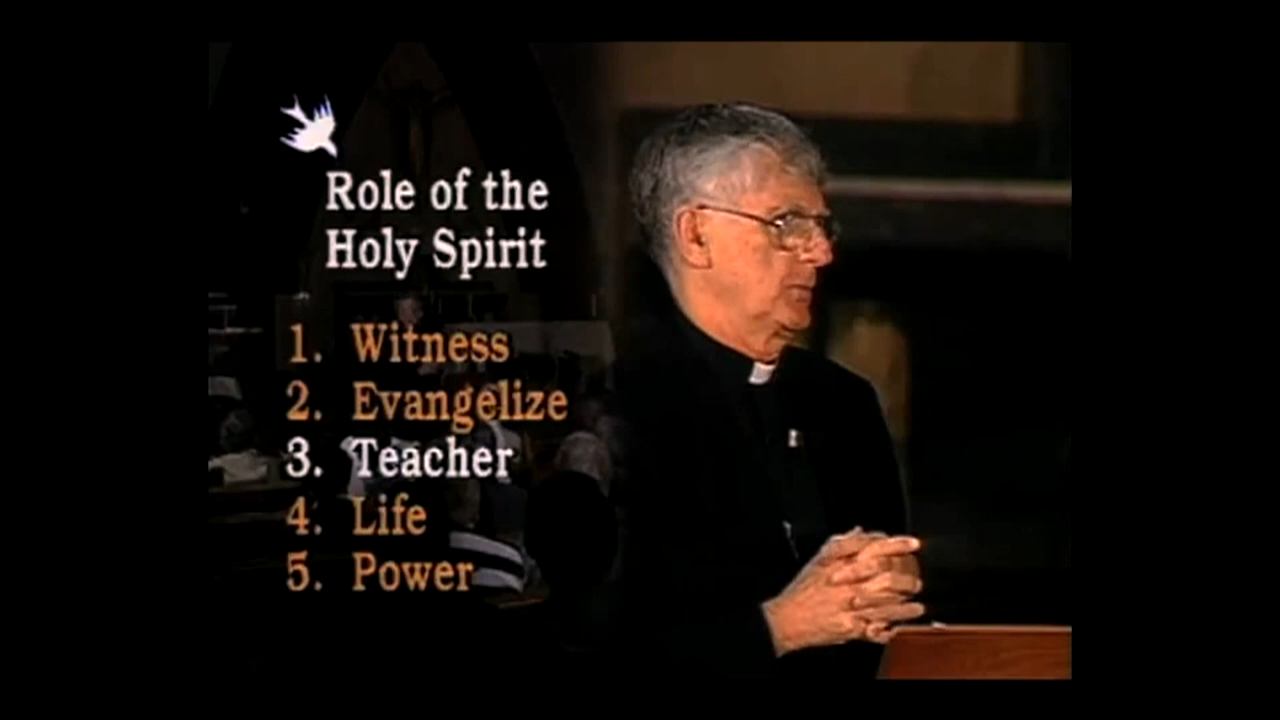 Role of the
Holy Spirit
1. Witness
2. Evangelize
3. Teacher
4. Life
5. Power